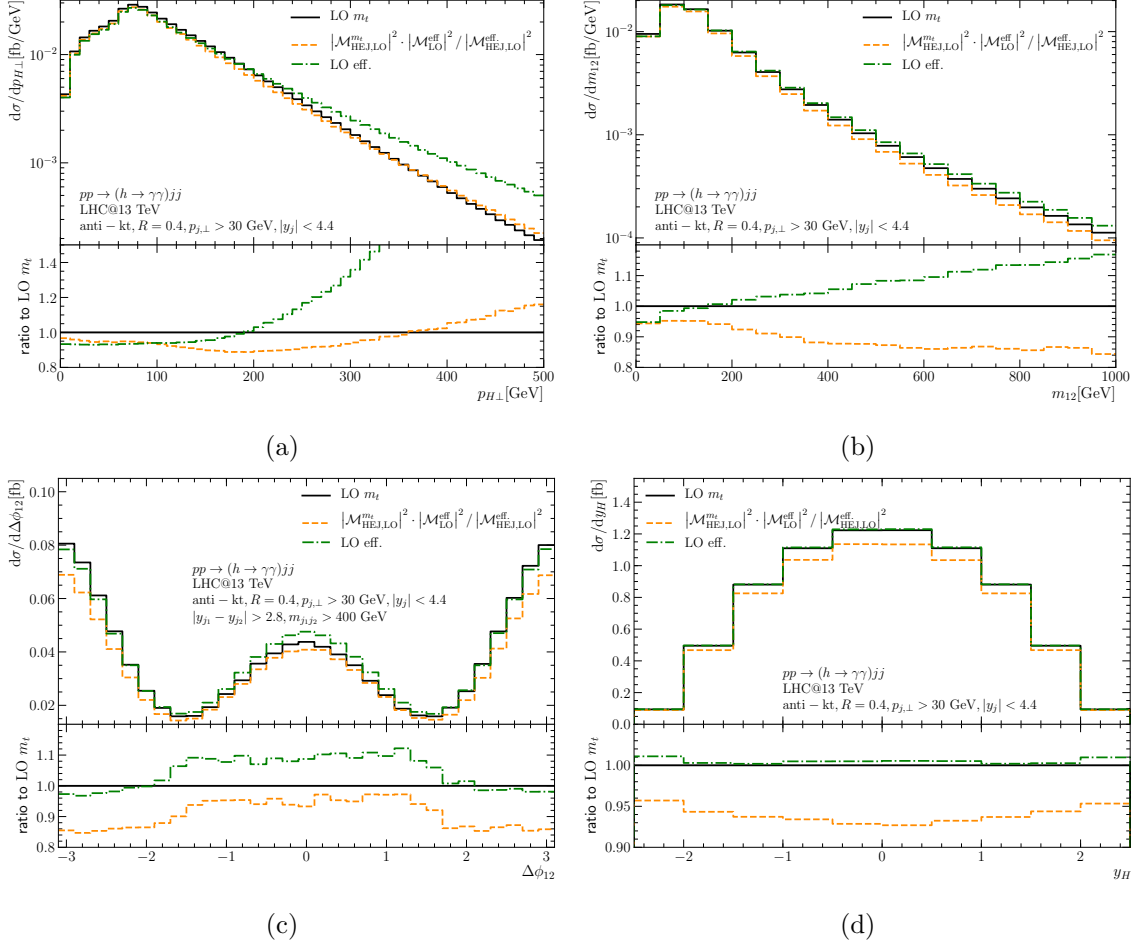 dσ/dp_{H⊥}[fb/GeV]
LO m_t
|M^{m_t}_{HEJ,LO}|^2 · |M^{eff}_{LO}|^2 / |M^{eff.}_{HEJ,LO}|^2
LO eff.
10^{−2}
10^{−3}
pp → (h → γγ)jj
LHC@13 TeV
anti − kt, R = 0.4, p_{j,⊥} > 30 GeV, |y_j| < 4.4
ratio to LO m_t
1.4
1.2
1.0
0.8
0 100 200 300 400 500
p_{H⊥}[GeV]
(a)
dσ/dm_{12}[fb/GeV]
LO m_t
|M^{m_t}_{HEJ,LO}|^2 · |M^{eff}_{LO}|^2 / |M^{eff.}_{HEJ,LO}|^2
LO eff.
10^{−2}
10^{−3}
10^{−4}
pp → (h → γγ)jj
LHC@13 TeV
anti − kt, R = 0.4, p_{j,⊥} > 30 GeV, |y_j| < 4.4
ratio to LO m_t
1.1
1.0
0.9
0.8
0 200 400 600 800 1000
m_{12}[GeV]
(b)
dσ/dΔϕ_{12}[fb]
LO m_t
|M^{m_t}_{HEJ,LO}|^2 · |M^{eff}_{LO}|^2 / |M^{eff.}_{HEJ,LO}|^2
LO eff.
0.10
0.08
0.06
0.04
0.02
pp → (h → γγ)jj
LHC@13 TeV
anti − kt, R = 0.4, p_{j,⊥} > 30 GeV, |y_j| < 4.4
|y_{j1} − y_{j2}| > 2.8, m_{j1j2} > 400 GeV
ratio to LO m_t
1.1
1.0
0.9
0.8
−3 −2 −1 0 1 2 3
Δϕ_{12}
(c)
dσ/dy_H[fb]
LO m_t
|M^{m_t}_{HEJ,LO}|^2 · |M^{eff}_{LO}|^2 / |M^{eff.}_{HEJ,LO}|^2
LO eff.
1.4
1.2
1.0
0.8
0.6
0.4
0.2
0.0
pp → (h → γγ)jj
LHC@13 TeV
anti − kt, R = 0.4, p_{j,⊥} > 30 GeV, |y_j| < 4.4
ratio to LO m_t
1.00
0.95
0.90
−2 −1 0 1 2
y_H
(d)